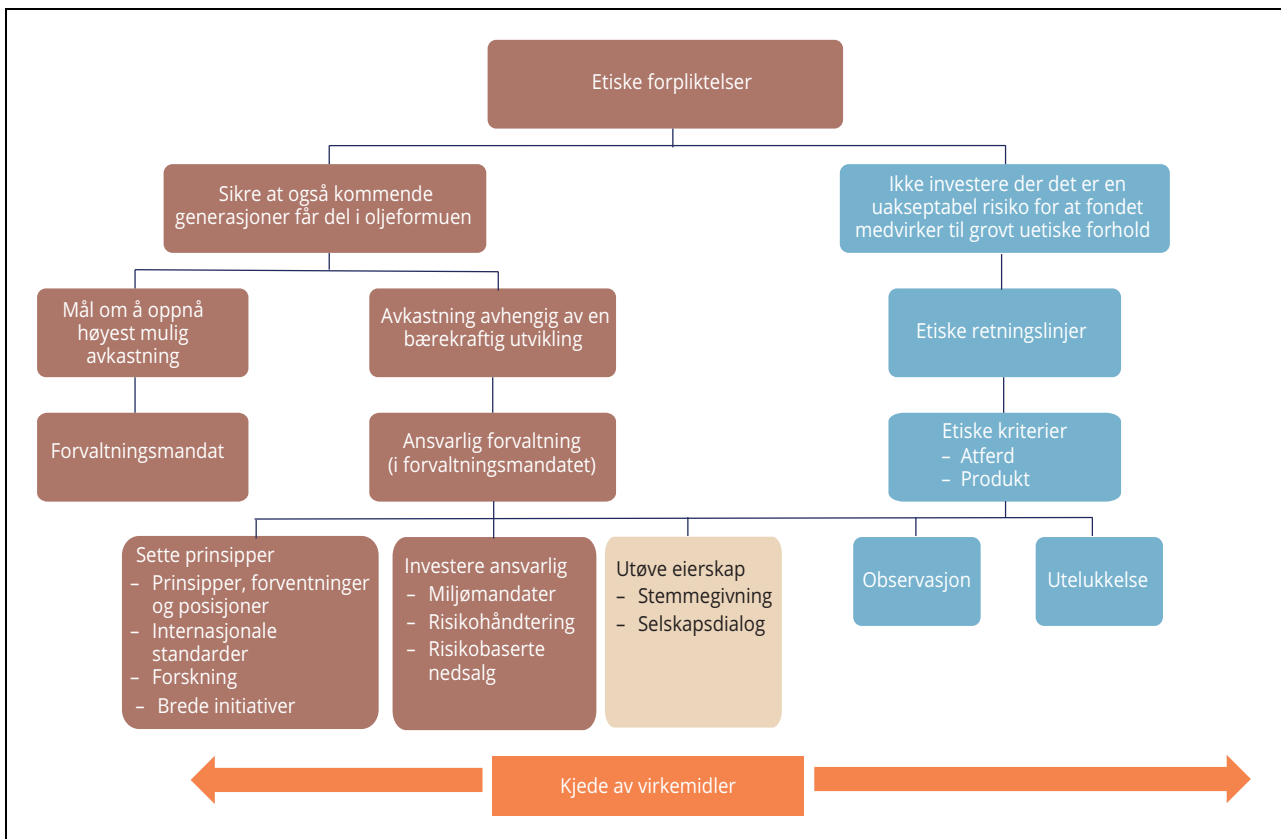 Etiske forpliktelser
Sikre at også kommende
generasjoner får del i oljeformuen
Ikke investere der det er en
uakseptabel risiko for at fondet
medvirker til grovt uetiske forhold
Mål om å oppnå
høyest mulig
avkastning
Avkastning avhengig av en
bærekraftig utvikling
Etiske retningslinjer
Forvaltningsmandat
Ansvarlig forvaltning
(i forvaltningsmandatet)
Etiske kriterier
– Atferd
– Produkt
Sette prinsipper
– Prinsipper, forventninger
og posisjoner
– Internasjonale
standarder
– Forskning
– Brede initiativer
Investere ansvarlig
– Miljømandater
– Risikohåndtering
– Risikobaserte
nedsalg
Utøve eierskap
– Stemmegivning
– Selskapsdialog
Observasjon
Utelukkelse
Kjede av virkemidler